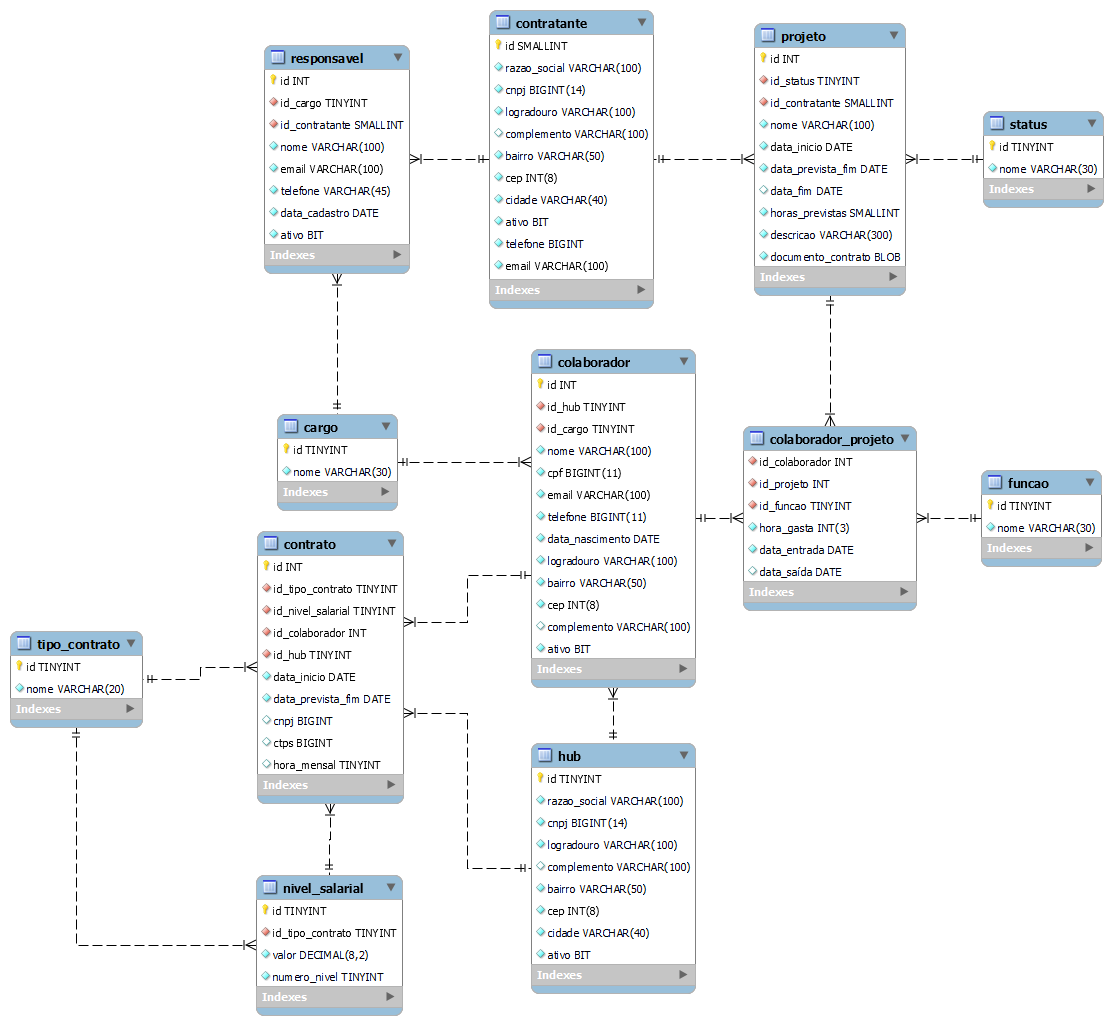 contratante
id SMALLINT
razao_social VARCHAR(100)
cnpj BIGINT(14)
logradouro VARCHAR(100)
complemento VARCHAR(100)
bairro VARCHAR(50)
cep INT(8)
cidade VARCHAR(40)
ativo BIT
telefone BIGINT
email VARCHAR(100)
Indexes
projeto
id INT
id_status TINYINT
id_contratante SMALLINT
nome VARCHAR(100)
data_inicio DATE
data_prevista_fim DATE
data_fim DATE
horas_previstas SMALLINT
descricao VARCHAR(300)
documento_contrato BLOB
Indexes
responsavel
id INT
id_cargo TINYINT
id_contratante SMALLINT
nome VARCHAR(100)
email VARCHAR(100)
telefone VARCHAR(45)
data_cadastro DATE
ativo BIT
Indexes
status
id TINYINT
nome VARCHAR(30)
Indexes
colaborador
id INT
id_hub TINYINT
id_cargo TINYINT
nome VARCHAR(100)
cpf BIGINT(11)
email VARCHAR(100)
telefone BIGINT(11)
data_nascimento DATE
logradouro VARCHAR(100)
bairro VARCHAR(50)
cep INT(8)
complemento VARCHAR(100)
ativo BIT
Indexes
cargo
id TINYINT
nome VARCHAR(30)
Indexes
colaborador_projeto
id_colaborador INT
id_projeto INT
id_funcao TINYINT
hora_gasta INT(3)
data_entrada DATE
data_saída DATE
Indexes
funcao
id TINYINT
nome VARCHAR(30)
Indexes
contrato
id INT
id_tipo_contrato TINYINT
id_nivel_salarial TINYINT
id_colaborador INT
id_hub TINYINT
data_inicio DATE
data_prevista_fim DATE
cnpj BIGINT
ctps BIGINT
hora_mensal TINYINT
Indexes
tipo_contrato
id TINYINT
nome VARCHAR(20)
Indexes
hub
id TINYINT
razao_social VARCHAR(100)
cnpj BIGINT(14)
logradouro VARCHAR(100)
complemento VARCHAR(100)
bairro VARCHAR(50)
cep INT(8)
cidade VARCHAR(40)
ativo BIT
Indexes
nivel_salarial
id TINYINT
id_tipo_contrato TINYINT
valor DECIMAL(8,2)
numero_nivel TINYINT
Indexes